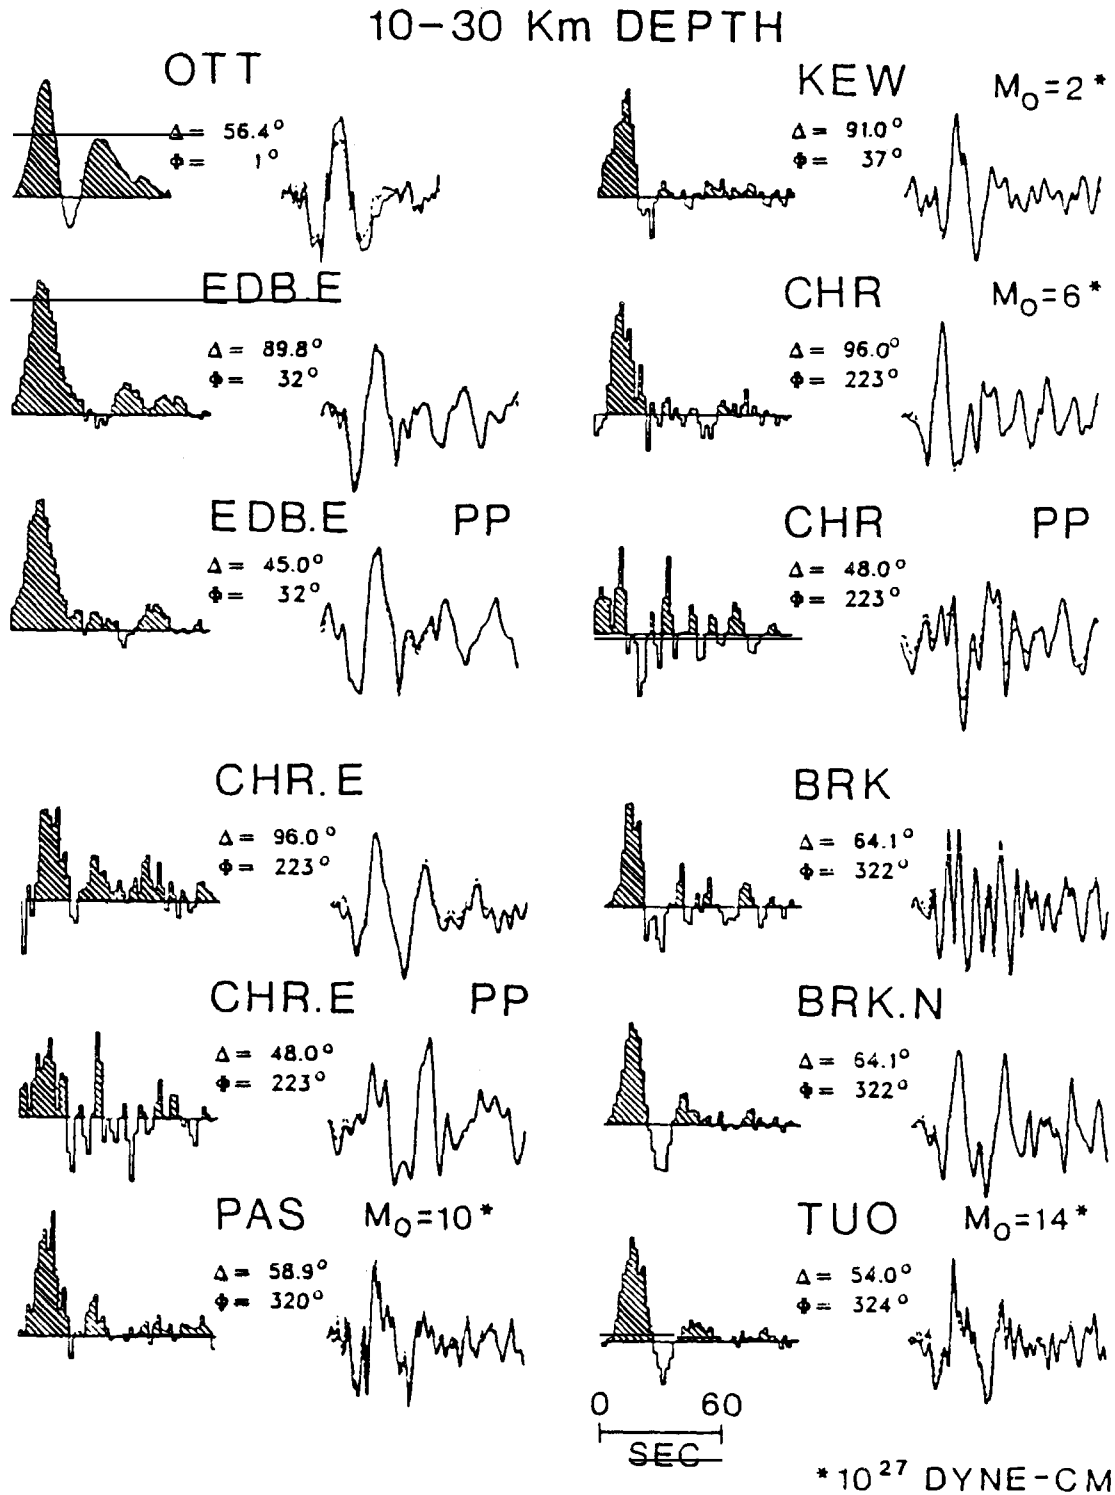 10-30 Km DEPTH
OTT
Δ = 56.4°
Φ = 1°
KEW M₀=2*
Δ = 91.0°
Φ = 37°
EDB.E
Δ = 89.8°
Φ = 32°
CHR M₀=6*
Δ = 96.0°
Φ = 223°
EDB.E PP
Δ = 45.0°
Φ = 32°
CHR PP
Δ = 48.0°
Φ = 223°
CHR.E
Δ = 96.0°
Φ = 223°
BRK
Δ = 64.1°
Φ = 322°
CHR.E PP
Δ = 48.0°
Φ = 223°
BRK.N
Δ = 64.1°
Φ = 322°
PAS M₀=10*
Δ = 58.9°
Φ = 320°
TUO M₀=14*
Δ = 54.0°
Φ = 324°
0 60
SEC
*10²⁷ DYNE-CM